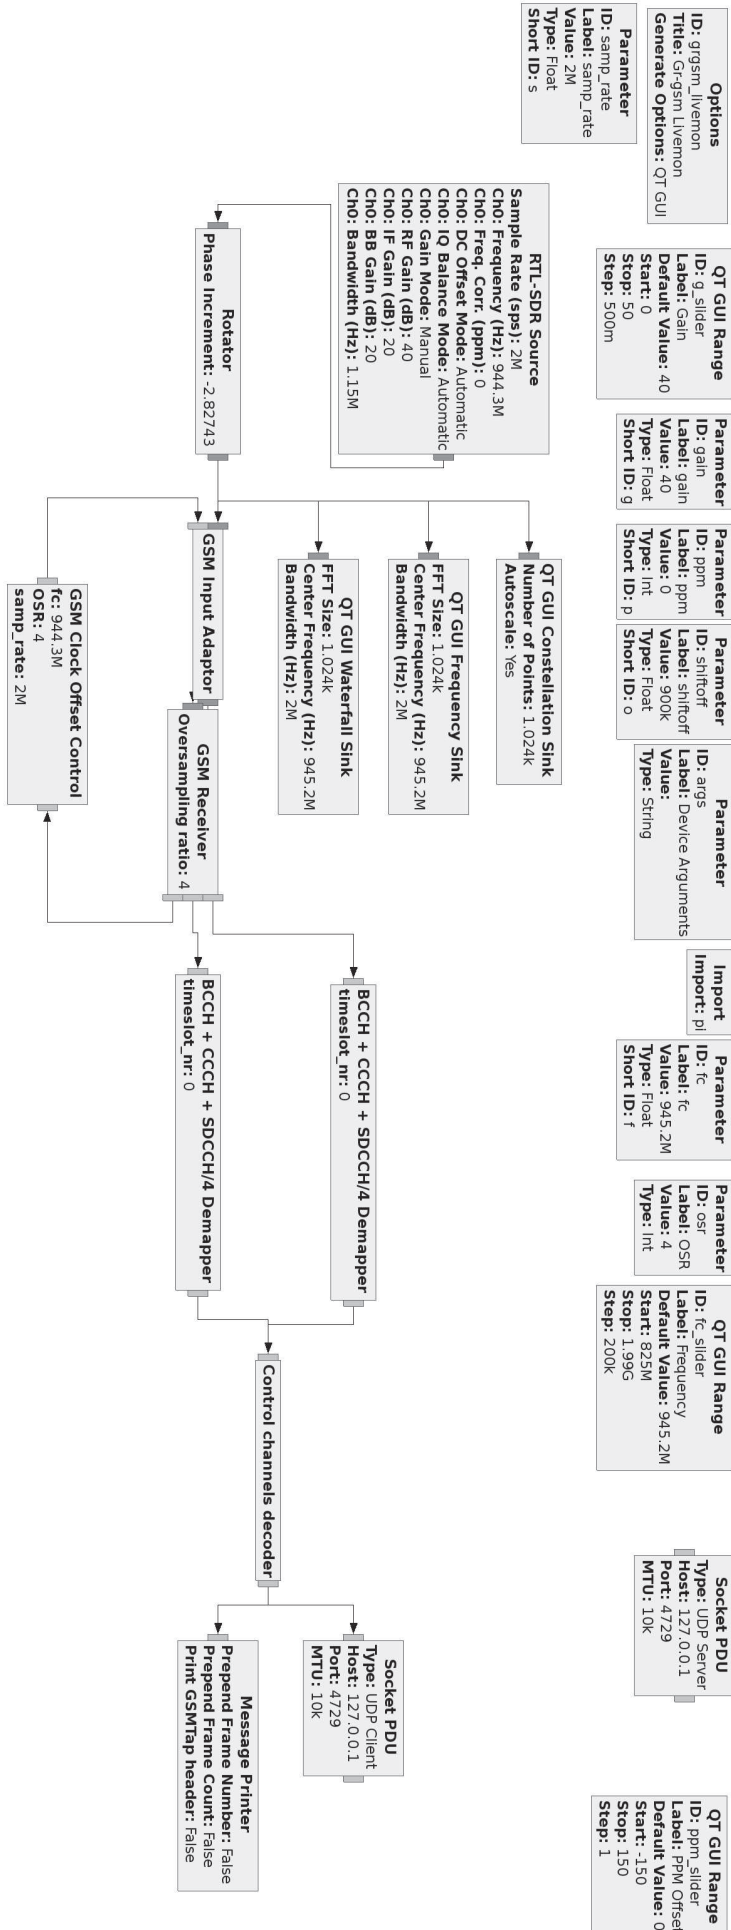 Options
ID: grgsm_livemon
Title: Gr-gsm Livemon
Generate Options: QT GUI
Parameter
ID: samp_rate
Label: samp_rate
Value: 2M
Type: Float
Short ID: s
QT GUI Range
ID: g_slider
Label: Gain
Default Value: 40
Start: 0
Stop: 50
Step: 500m
Parameter
ID: gain
Label: gain
Value: 40
Type: Float
Short ID: g
Parameter
ID: ppm
Label: ppm
Value: 0
Type: Int
Short ID: p
Parameter
ID: shiftoff
Label: shiftoff
Value: 900k
Type: Float
Short ID: o
Parameter
ID: args
Label: Device Arguments
Value:
Type: String
Import
Import: pi
Parameter
ID: fc
Label: fc
Value: 945.2M
Type: Float
Short ID: f
Parameter
ID: osr
Label: OSR
Value: 4
Type: Int
QT GUI Range
ID: fc_slider
Label: Frequency
Default Value: 945.2M
Start: 825M
Stop: 1.99G
Step: 200k
Socket PDU
Type: UDP Server
Host: 127.0.0.1
Port: 4729
MTU: 10k
QT GUI Range
ID: ppm_slider
Label: PPM Offset
Default Value: 0
Start: -150
Stop: 150
Step: 1
RTL-SDR Source
Sample Rate (sps): 2M
Ch0: Frequency (Hz): 944.3M
Ch0: Freq. Corr. (ppm): 0
Ch0: DC Offset Mode: Automatic
Ch0: IQ Balance Mode: Automatic
Ch0: Gain Mode: Manual
Ch0: RF Gain (dB): 40
Ch0: IF Gain (dB): 20
Ch0: BB Gain (dB): 20
Ch0: Bandwidth (Hz): 1.15M
Rotator
Phase Increment: -2.82743
QT GUI Constellation Sink
Number of Points: 1.024k
Autoscale: Yes
QT GUI Frequency Sink
FFT Size: 1.024k
Center Frequency (Hz): 945.2M
Bandwidth (Hz): 2M
QT GUI Waterfall Sink
FFT Size: 1.024k
Center Frequency (Hz): 945.2M
Bandwidth (Hz): 2M
GSM Input Adaptor
GSM Receiver
Oversampling ratio: 4
GSM Clock Offset Control
fc: 944.3M
OSR: 4
samp_rate: 2M
BCCH + CCCH + SDCCH/4 Demapper
timeslot_nr: 0
BCCH + CCCH + SDCCH/4 Demapper
timeslot_nr: 0
Control channels decoder
Socket PDU
Type: UDP Client
Host: 127.0.0.1
Port: 4729
MTU: 10k
Message Printer
Prepend Frame Number: False
Prepend Frame Count: False
Print GSMTap header: False